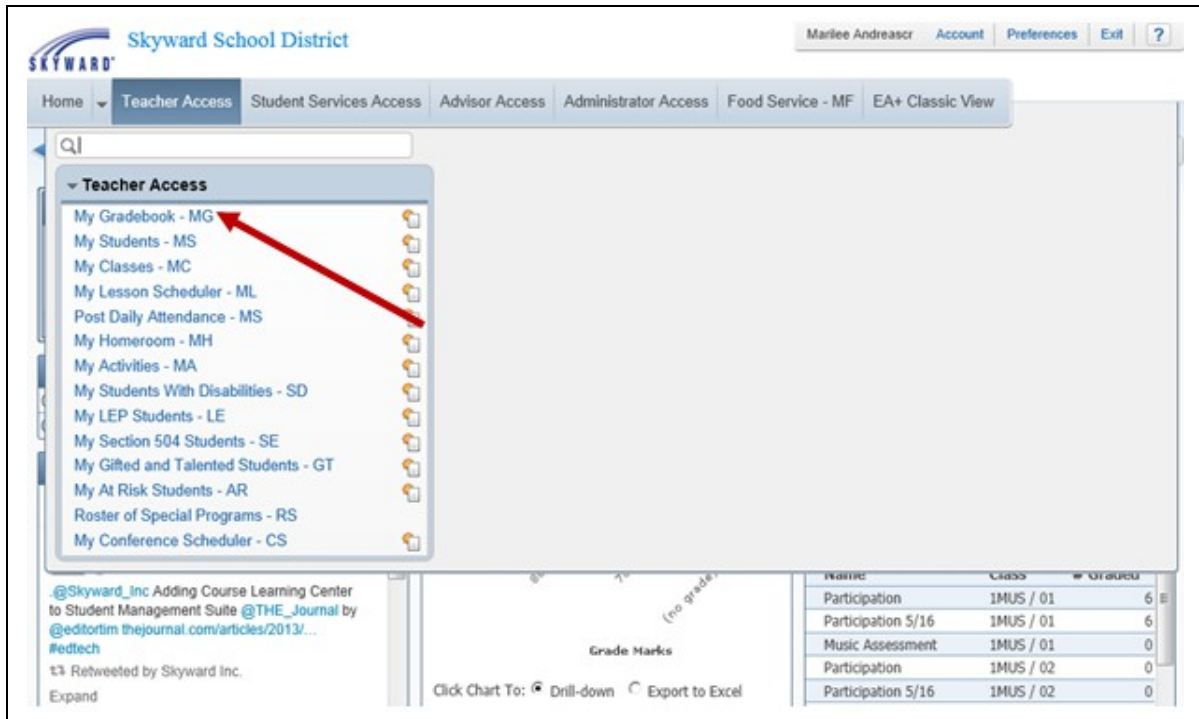 SKYWARD
Skyward School District
Marilee Andreascr Account Preferences Exit ?
Home Teacher Access Student Services Access Advisor Access Administrator Access Food Service - MF EA+ Classic View
Teacher Access
My Gradebook - MG
My Students - MS
My Classes - MC
My Lesson Scheduler - ML
Post Daily Attendance - MS
My Homeroom - MH
My Activities - MA
My Students With Disabilities - SD
My LEP Students - LE
My Section 504 Students - SE
My Gifted and Talented Students - GT
My At Risk Students - AR
Roster of Special Programs - RS
My Conference Scheduler - CS
.@Skyward_Inc Adding Course Learning Center
to Student Management Suite @THE_Journal by
@editortim thejournal.com/articles/2013/...
#edtech
Retweeted by Skyward Inc.
Expand
(no grade)
Grade Marks
Click Chart To: Drill-down Export to Excel
Name Class # Graded
Participation 1MUS / 01 6
Participation 5/16 1MUS / 01 6
Music Assessment 1MUS / 01 0
Participation 1MUS / 02 0
Participation 5/16 1MUS / 02 0